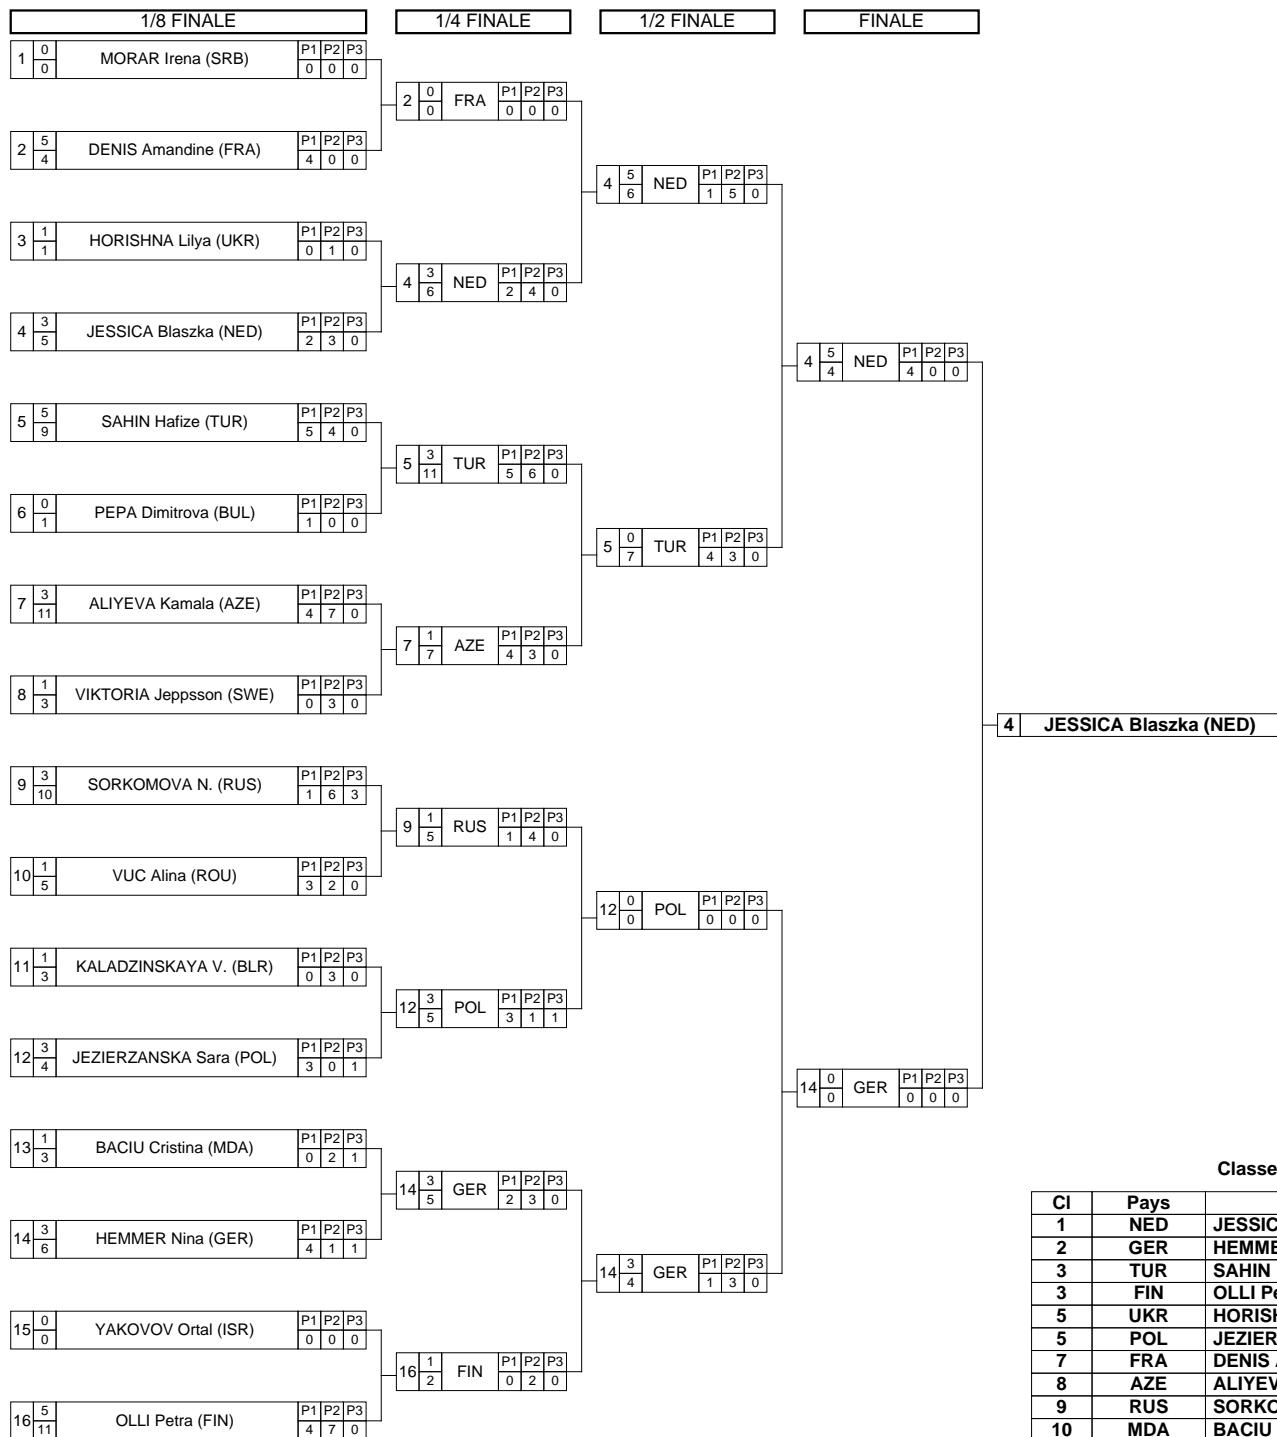 1/8 FINALE 1/4 FINALE 1/2 FINALE FINALE
1 0 0 MORAR Irena (SRB) P1 P2 P3 0 0 0
2 0 0 FRA P1 P2 P3 0 0 0
2 5 4 DENIS Amandine (FRA) P1 P2 P3 4 0 0
4 5 6 NED P1 P2 P3 1 5 0
3 1 1 HORISHNA Lilya (UKR) P1 P2 P3 0 1 0
4 3 6 NED P1 P2 P3 2 4 0
4 3 5 JESSICA Blaszka (NED) P1 P2 P3 2 3 0
4 5 4 NED P1 P2 P3 4 0 0
5 5 9 SAHIN Hafize (TUR) P1 P2 P3 5 4 0
5 3 11 TUR P1 P2 P3 5 6 0
6 0 1 PEPA Dimitrova (BUL) P1 P2 P3 1 0 0
5 0 7 TUR P1 P2 P3 4 3 0
7 3 11 ALIYEVA Kamala (AZE) P1 P2 P3 4 7 0
7 1 7 AZE P1 P2 P3 4 3 0
8 1 3 VIKTORIA Jeppsson (SWE) P1 P2 P3 0 3 0
4 JESSICA Blaszka (NED)
9 3 10 SORKOMOVA N. (RUS) P1 P2 P3 1 6 3
9 1 5 RUS P1 P2 P3 1 4 0
10 1 5 VUC Alina (ROU) P1 P2 P3 3 2 0
12 0 0 POL P1 P2 P3 0 0 0
11 1 3 KALADZINSKAYA V. (BLR) P1 P2 P3 0 3 0
12 3 5 POL P1 P2 P3 3 1 1
12 3 4 JEZIERZANSKA Sara (POL) P1 P2 P3 3 0 1
14 0 0 GER P1 P2 P3 0 0 0
13 1 3 BACIU Cristina (MDA) P1 P2 P3 0 2 1
14 3 5 GER P1 P2 P3 2 3 0
14 3 6 HEMMER Nina (GER) P1 P2 P3 4 1 1
14 3 4 GER P1 P2 P3 1 3 0
15 0 0 YAKOVOV Ortal (ISR) P1 P2 P3 0 0 0
16 1 2 FIN P1 P2 P3 0 2 0
16 5 11 OLLI Petra (FIN) P1 P2 P3 4 7 0
Classe
Cl Pays
1 NED JESSIC
2 GER HEMME
3 TUR SAHIN
3 FIN OLLI Pe
5 UKR HORISH
5 POL JEZIER
7 FRA DENIS
8 AZE ALIYEV
9 RUS SORKO
10 MDA BACIU